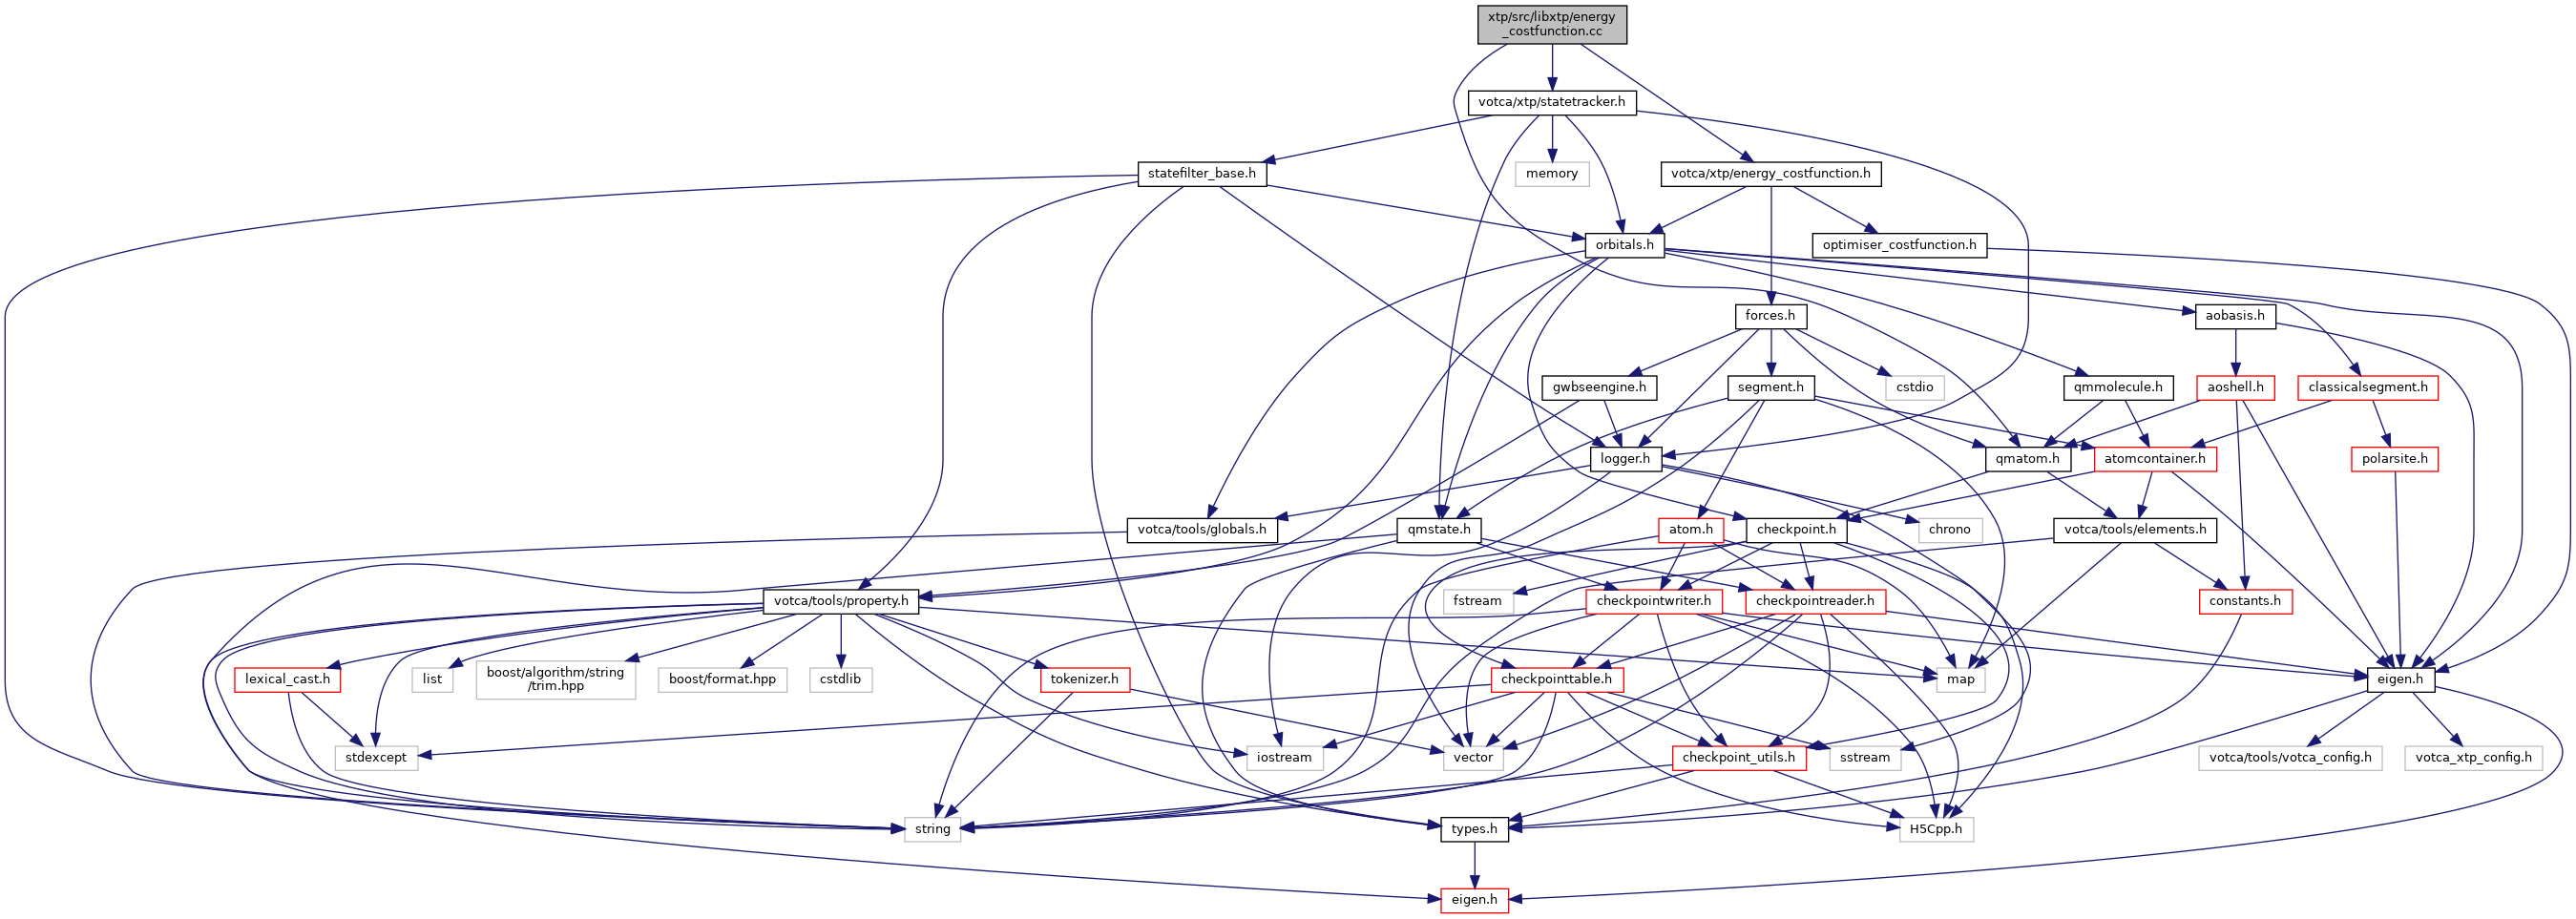 xtp/src/libxtp/energy
_costfunction.cc
votca/xtp/statetracker.h
statefilter_base.h
memory
votca/xtp/energy_costfunction.h
orbitals.h
optimiser_costfunction.h
forces.h
aobasis.h
gwbseengine.h
segment.h
cstdio
qmmolecule.h
aoshell.h
classicalsegment.h
logger.h
qmatom.h
atomcontainer.h
polarsite.h
votca/tools/globals.h
qmstate.h
atom.h
checkpoint.h
chrono
votca/tools/elements.h
votca/tools/property.h
fstream
checkpointwriter.h
checkpointreader.h
constants.h
lexical_cast.h
list
boost/algorithm/string
/trim.hpp
boost/format.hpp
cstdlib
tokenizer.h
checkpointtable.h
map
eigen.h
stdexcept
iostream
vector
checkpoint_utils.h
sstream
votca/tools/votca_config.h
votca_xtp_config.h
string
types.h
H5Cpp.h
eigen.h